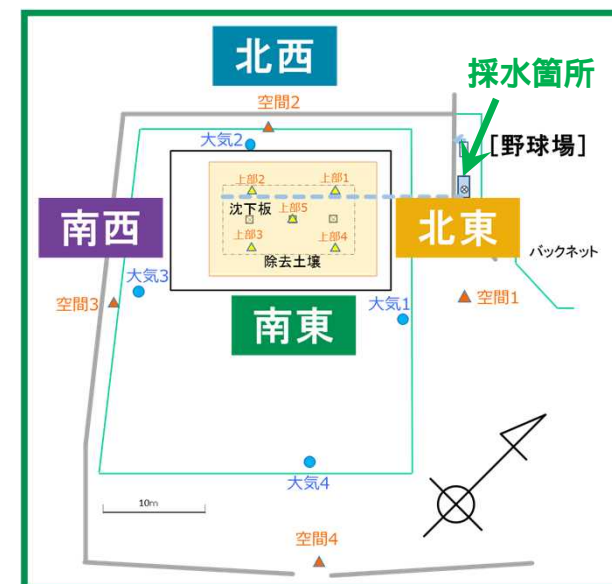 北西
採水箇所
空間2
大気2
[野球場]
上部2
上部1
南西
沈下板
上部5
北東
上部3
上部4
バックネット
除去土壌
大気3
空間3
南東
大気1
空間1
大気4
10m
空間4